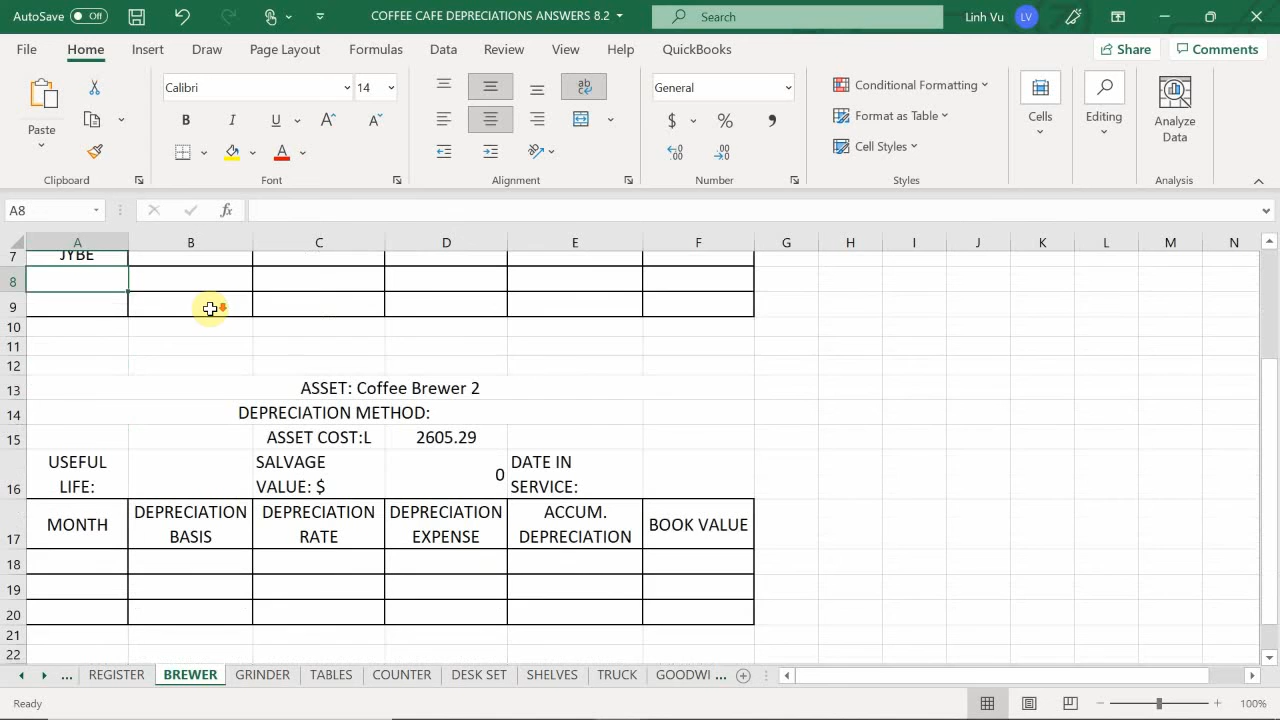 AutoSave Off COFFEE CAFE DEPRECIATIONS ANSWERS 8.2 Search Linh Vu LV
File Home Insert Draw Page Layout Formulas Data Review View Help QuickBooks Share Comments
Paste
Calibri 14
B I U A A
ab c
General
$ % 9
.00 .0
Conditional Formatting
Format as Table
Cell Styles
Cells
Editing
Analyze
Data
Clipboard Font Alignment Number Styles Analysis
A8 fx
A B C D E F G H I J K L M N
7 JYBE
8
9
10
11
12
13 ASSET: Coffee Brewer 2
14 DEPRECIATION METHOD:
15 ASSET COST:L 2605.29
USEFUL SALVAGE DATE IN
16 LIFE: VALUE: $ 0 SERVICE:
MONTH DEPRECIATION DEPRECIATION DEPRECIATION ACCUM. BOOK VALUE
17 BASIS RATE EXPENSE DEPRECIATION
18
19
20
21
22
... REGISTER BREWER GRINDER TABLES COUNTER DESK SET SHELVES TRUCK GOODWI ...
Ready 100%